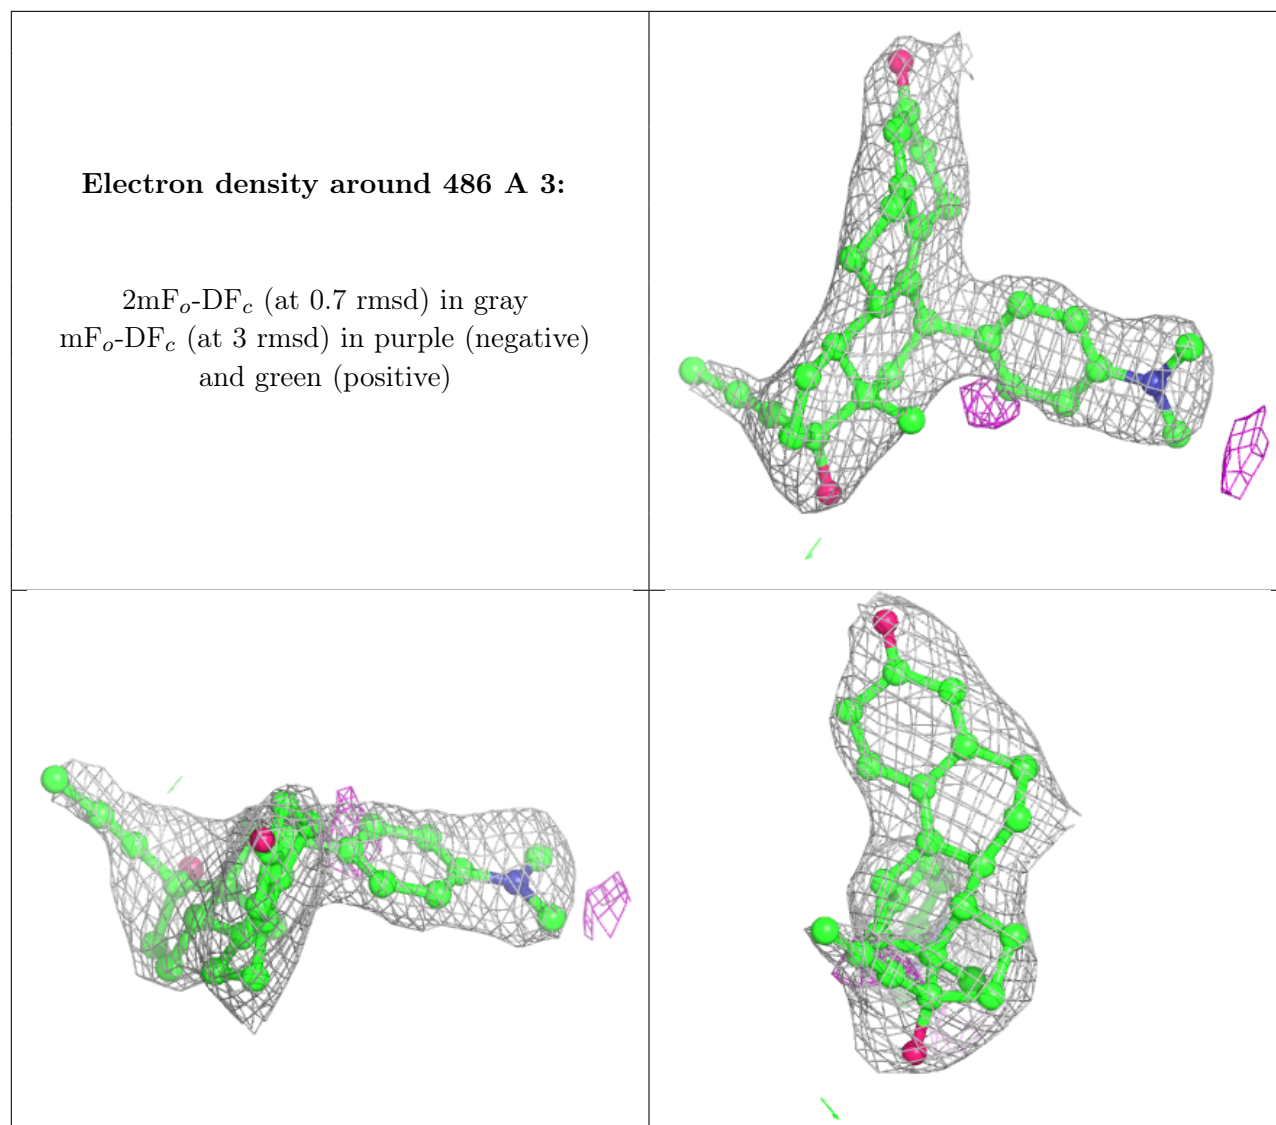 Electron density around 486 A 3:
2mFo-DFc (at 0.7 rmsd) in gray
mFo-DFc (at 3 rmsd) in purple (negative)
and green (positive)